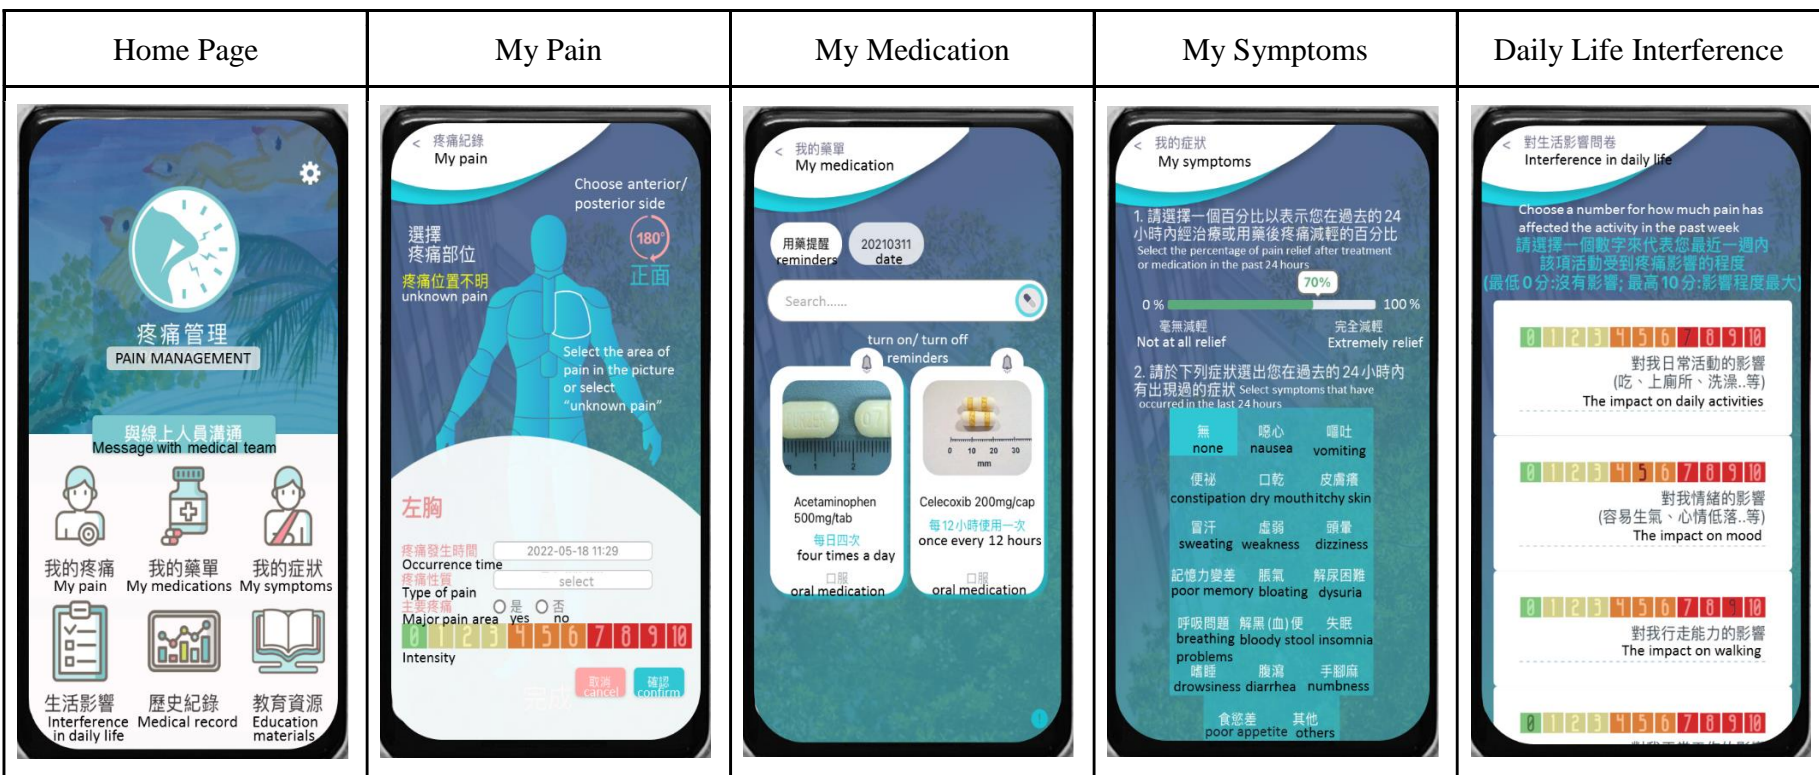 Home Page
My Pain
My Medication
My Symptoms
Daily Life Interference
疼痛管理
PAIN MANAGEMENT
與線上人員溝通
Message with medical team
我的疼痛
My pain
我的藥單
My medications
我的症狀
My symptoms
生活影響
Interference
in daily life
歷史紀錄
Medical record
教育資源
Education
materials
< 疼痛紀錄
My pain
Choose anterior/
posterior side
180°
正面
選擇
疼痛部位
疼痛位置不明
unknown pain
Select the area of
pain in the picture
or select
“unknown pain”
左胸
疼痛發生時間 2022-05-18 11:29
Occurrence time
疼痛性質 select
Type of pain
主要疼痛 是 否
Major pain area yes no
0 1 2 3 4 5 6 7 8 9 10
Intensity
完成
取消
cancel
確認
confirm
< 我的藥單
My medication
用藥提醒
reminders
20210311
date
Search......
turn on/ turn off
reminders
1 2
Acetaminophen
500mg/tab
每日四次
four times a day
口服
oral medication
0 10 20 30
mm
Celecoxib 200mg/cap
每12小時使用一次
once every 12 hours
口服
oral medication
< 我的症狀
My symptoms
1. 請選擇一個百分比以表示您在過去的 24
小時內經治療或用藥後疼痛減輕的百分比
Select the percentage of pain relief after treatment
or medication in the past 24 hours
70%
0 % 100 %
毫無減輕 完全減輕
Not at all relief Extremely relief
2. 請於下列症狀選出您在過去的 24 小時內
有出現過的症狀 Select symptoms that have
occurred in the last 24 hours
無 噁心 嘔吐
none nausea vomiting
便祕 口乾 皮膚癢
constipation dry mouth itchy skin
冒汗 虛弱 頭暈
sweating weakness dizziness
記憶力變差 脹氣 解尿困難
poor memory bloating dysuria
呼吸問題 解黑(血)便 失眠
breathing bloody stool insomnia
problems
嗜睡 腹瀉 手腳麻
drowsiness diarrhea numbness
食慾差 其他
poor appetite others
< 對生活影響問卷
Interference in daily life
Choose a number for how much pain has
affected the activity in the past week
請選擇一個數字來代表您最近一週內
該項活動受到疼痛影響的程度
(最低 0 分:沒有影響; 最高 10 分:影響程度最大)
0 1 2 3 4 5 6 7 8 9 10
對我日常活動的影響
(吃、上廁所、洗澡..等)
The impact on daily activities
0 1 2 3 4 5 6 7 8 9 10
對我情緒的影響
(容易生氣、心情低落..等)
The impact on mood
0 1 2 3 4 5 6 7 8 9 10
對我行走能力的影響
The impact on walking
0 1 2 3 4 5 6 7 8 9 10